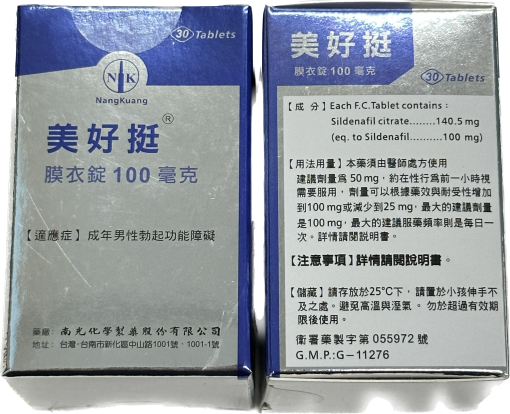 30 Tablets
NK
NangKuang
美好挺®
膜衣錠 100 毫克
【適應症】成年男性勃起功能障礙
藥廠: 南光化學製藥股份有限公司
地址: 台灣·台南市新化區中山路1001號, 1001-1號
美好挺
膜衣錠 100 毫克
30 Tablets
【成 分】Each F.C.Tablet contains:
Sildenafil citrate........140.5 mg
(eq. to Sildenafil.........100 mg)
【用法用量】本藥須由醫師處方使用
建議劑量為 50 mg, 約在性行為前一小時視
需要服用, 劑量可以根據藥效與耐受性增加
到100 mg或減少到25 mg, 最大的建議劑量
是100 mg, 最大的建議服藥頻率則是每日一
次。詳情請閱說明書。
【注意事項】詳情請閱說明書。
【儲藏】請存放於25°C下, 請置於小孩伸手不
及之處。避免高溫與溼氣。勿於超過有效期
限後使用。
衛署藥製字第 055972 號
G.M.P.:G-11276